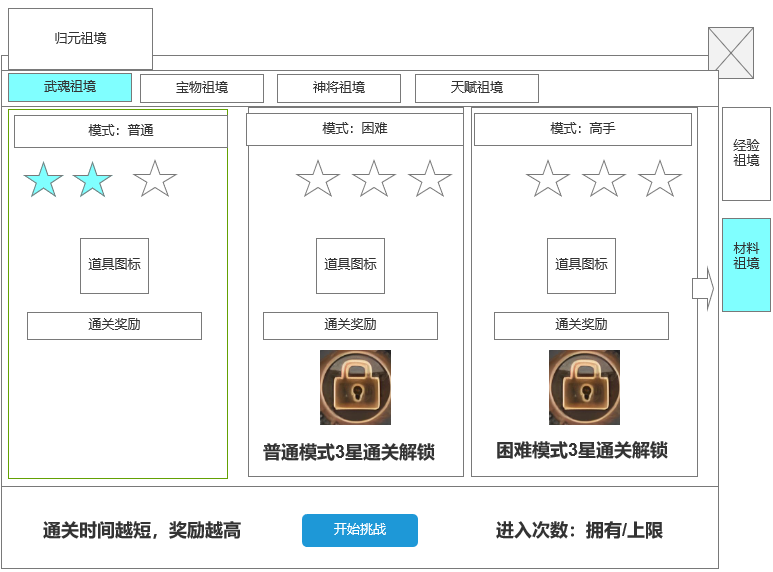 归元祖境
武魂祖境
宝物祖境
神将祖境
天赋祖境
模式：普通
模式：困难
模式：高手
经验
祖境
材料
祖境
道具图标
道具图标
道具图标
通关奖励
通关奖励
通关奖励
普通模式3星通关解锁
困难模式3星通关解锁
通关时间越短，奖励越高
开始挑战
进入次数：拥有/上限